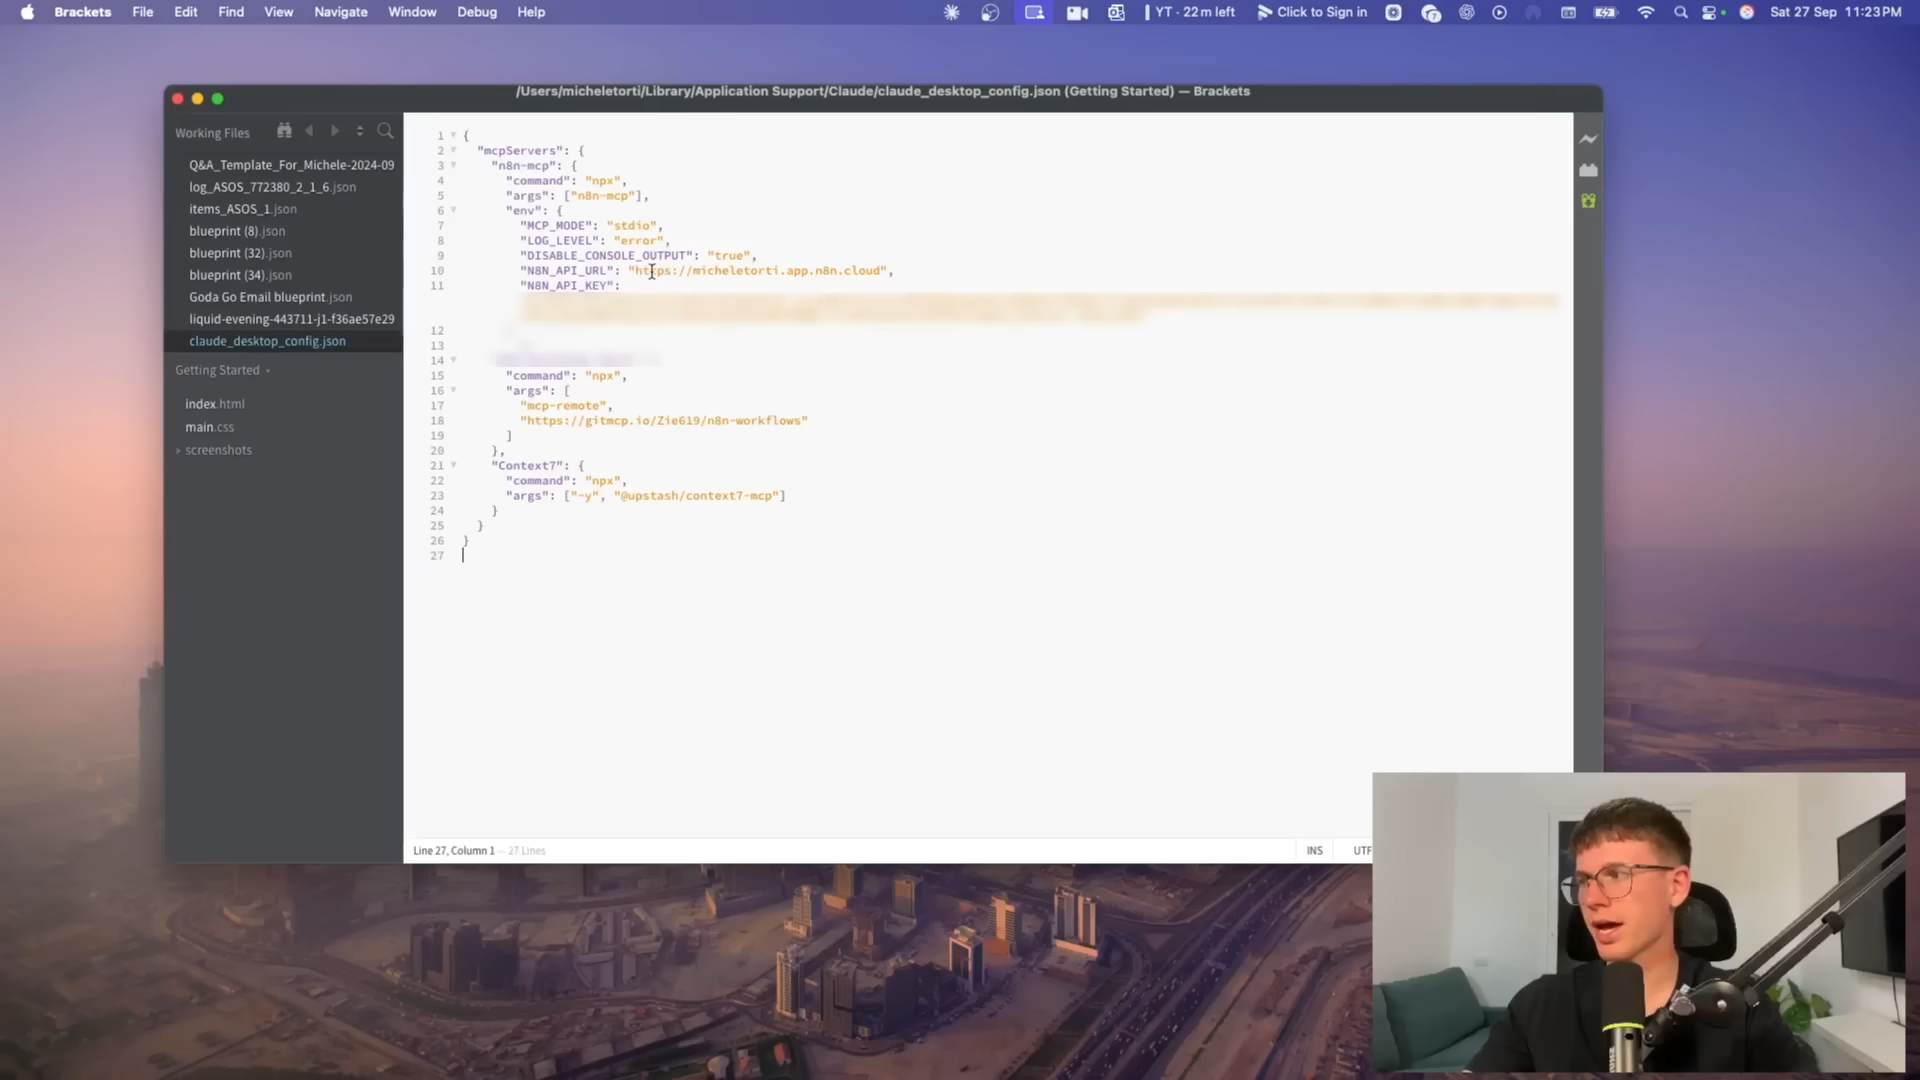 Brackets File Edit Find View Navigate Window Debug Help YT · 22 m left Click to Sign in Sat 27 Sep 11:23 PM
/Users/micheletorti/Library/Application Support/Claude/claude_desktop_config.json (Getting Started) — Brackets
Working Files
Q&A_Template_For_Michele-2024-09
log_ASOS_772380_2_1_6.json
items_ASOS_1.json
blueprint (8).json
blueprint (32).json
blueprint (34).json
Goda Go Email blueprint.json
liquid-evening-443711-j1-f36ae57e29
claude_desktop_config.json
Getting Started
index.html
main.css
screenshots
1 {
2 "mcpServers": {
3 "n8n-mcp": {
4 "command": "npx",
5 "args": ["n8n-mcp"],
6 "env": {
7 "MCP_MODE": "stdio",
8 "LOG_LEVEL": "error",
9 "DISABLE_CONSOLE_OUTPUT": "true",
10 "N8N_API_URL": "https://micheletorti.app.n8n.cloud",
11 "N8N_API_KEY":
12
13
14
15 "command": "npx",
16 "args": [
17 "mcp-remote",
18 "https://gitmcp.io/Zie619/n8n-workflows"
19 ]
20 },
21 "Context7": {
22 "command": "npx",
23 "args": ["-y", "@upstash/context7-mcp"]
24 }
25 }
26 }
27
Line 27, Column 1 — 27 Lines
INS UTF